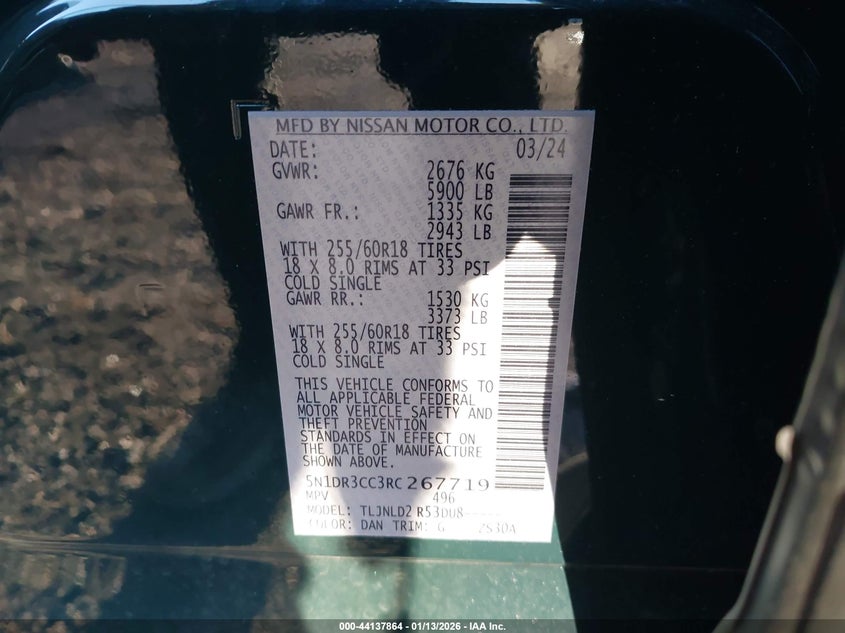 MFD BY NISSAN MOTOR CO., LTD.
DATE: 03/24
GVWR: 2676 KG
5900 LB
GAWR FR.: 1335 KG
2943 LB
WITH 255/60R18 TIRES
18 X 8.0 RIMS AT 33 PSI
COLD SINGLE
GAWR RR.: 1530 KG
3373 LB
WITH 255/60R18 TIRES
18 X 8.0 RIMS AT 33 PSI
COLD SINGLE
THIS VEHICLE CONFORMS TO
ALL APPLICABLE FEDERAL
MOTOR VEHICLE SAFETY AND
THEFT PREVENTION
STANDARDS IN EFFECT ON
THE DATE OF MANUFACTURE
SHOWN ABOVE.
5N1DR3CC3RC267719
MPV 496
MODEL: TLJNLD2 R53DU8-----
COLOR: DAN TRIM: G 2S30A
000-44137864 | 01/13/2026 - IAA Inc.